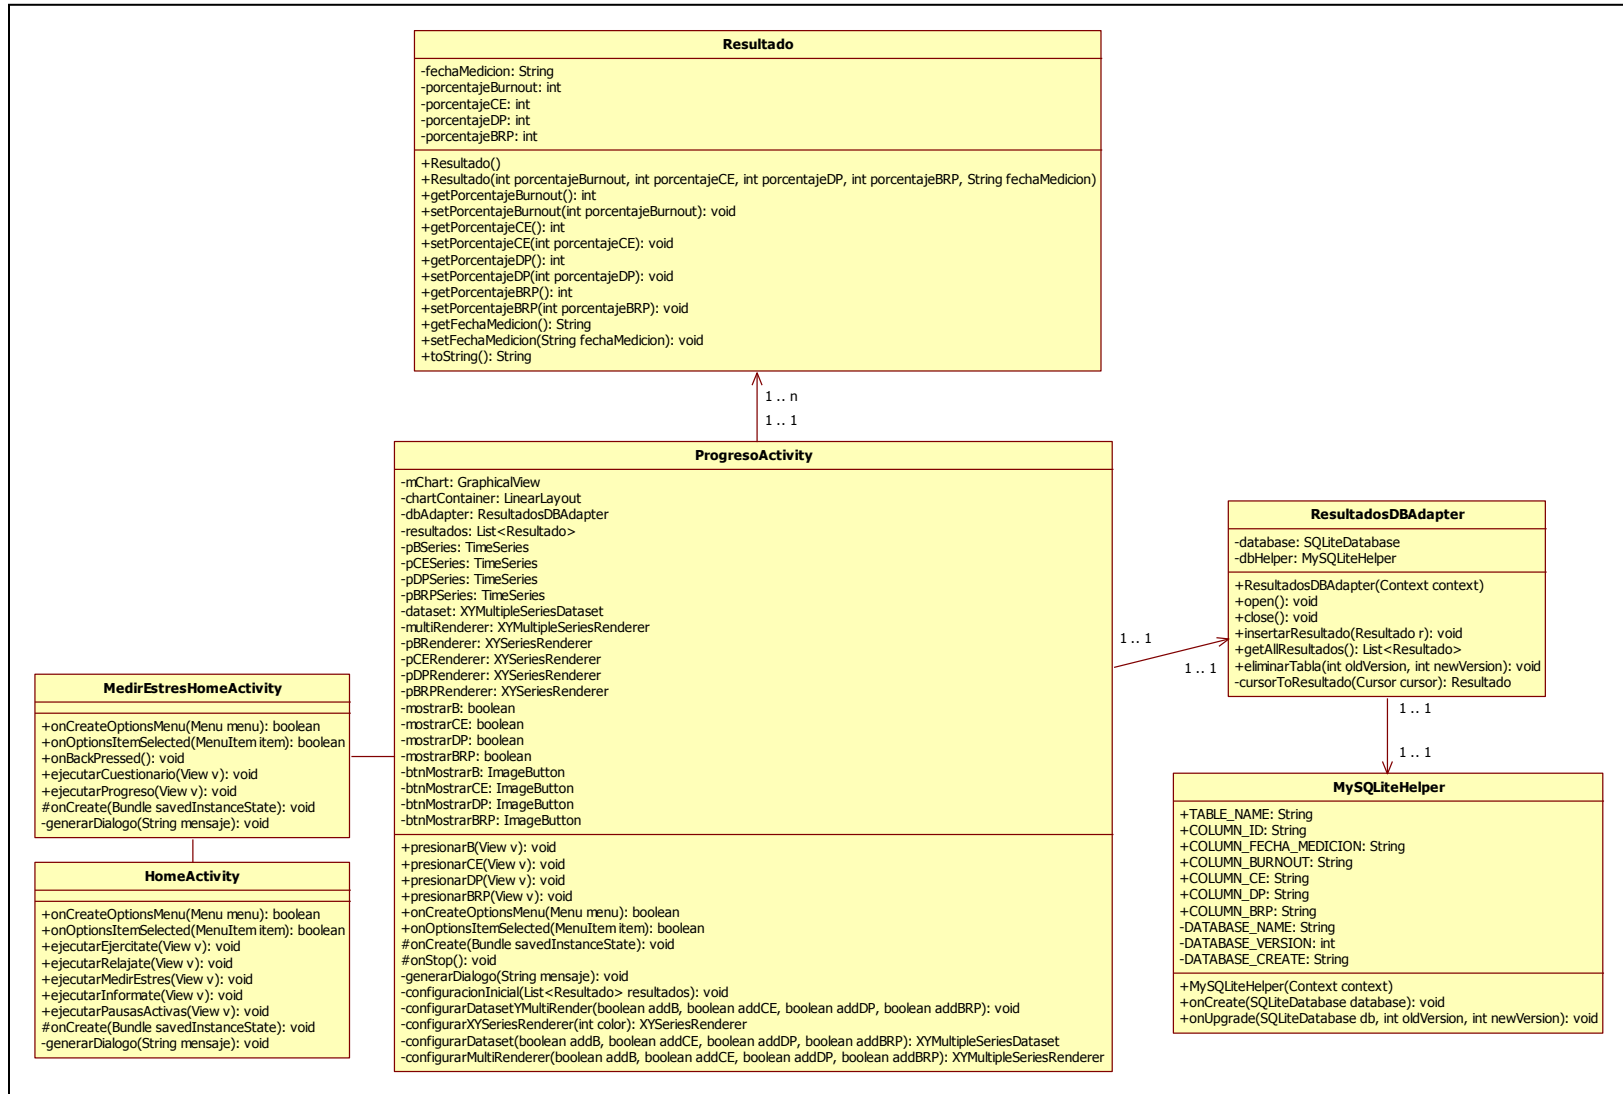 Resultado
-fechaMedicion: String
-porcentajeBurnout: int
-porcentajeCE: int
-porcentajeDP: int
-porcentajeBRP: int
+Resultado()
+Resultado(int porcentajeBurnout, int porcentajeCE, int porcentajeDP, int porcentajeBRP, String fechaMedicion)
+getPorcentajeBurnout(): int
+setPorcentajeBurnout(int porcentajeBurnout): void
+getPorcentajeCE(): int
+setPorcentajeCE(int porcentajeCE): void
+getPorcentajeDP(): int
+setPorcentajeDP(int porcentajeDP): void
+getPorcentajeBRP(): int
+setPorcentajeBRP(int porcentajeBRP): void
+getFechaMedicion(): String
+setFechaMedicion(String fechaMedicion): void
+toString(): String
1 .. n
1 .. 1
ProgresoActivity
-mChart: GraphicalView
-chartContainer: LinearLayout
-dbAdapter: ResultadosDBAdapter
-resultados: List<Resultado>
-pBSeries: TimeSeries
-pCESeries: TimeSeries
-pDPSeries: TimeSeries
-pBRPSeries: TimeSeries
-dataset: XYMultipleSeriesDataset
-multiRenderer: XYMultipleSeriesRenderer
-pBRenderer: XYSeriesRenderer
-pCERenderer: XYSeriesRenderer
-pDPRenderer: XYSeriesRenderer
-pBRPRenderer: XYSeriesRenderer
-mostrarB: boolean
-mostrarCE: boolean
-mostrarDP: boolean
-mostrarBRP: boolean
-btnMostrarB: ImageButton
-btnMostrarCE: ImageButton
-btnMostrarDP: ImageButton
-btnMostrarBRP: ImageButton
+presionarB(View v): void
+presionarCE(View v): void
+presionarDP(View v): void
+presionarBRP(View v): void
+onCreateOptionsMenu(Menu menu): boolean
+onOptionsItemSelected(MenuItem item): boolean
#onCreate(Bundle savedInstanceState): void
#onStop(): void
-generarDialogo(String mensaje): void
-configuracionInicial(List<Resultado> resultados): void
-configurarDatasetYMultiRender(boolean addB, boolean addCE, boolean addDP, boolean addBRP): void
-configurarXYSeriesRenderer(int color): XYSeriesRenderer
-configurarDataset(boolean addB, boolean addCE, boolean addDP, boolean addBRP): XYMultipleSeriesDataset
-configurarMultiRenderer(boolean addB, boolean addCE, boolean addDP, boolean addBRP): XYMultipleSeriesRenderer
MedirEstresHomeActivity
+onCreateOptionsMenu(Menu menu): boolean
+onOptionsItemSelected(MenuItem item): boolean
+onBackPressed(): void
+ejecutarCuestionario(View v): void
+ejecutarProgreso(View v): void
#onCreate(Bundle savedInstanceState): void
-generarDialogo(String mensaje): void
HomeActivity
+onCreateOptionsMenu(Menu menu): boolean
+onOptionsItemSelected(MenuItem item): boolean
+ejecutarEjercitate(View v): void
+ejecutarRelajate(View v): void
+ejecutarMedirEstres(View v): void
+ejecutarInformate(View v): void
+ejecutarPausasActivas(View v): void
#onCreate(Bundle savedInstanceState): void
-generarDialogo(String mensaje): void
1 .. 1
1 .. 1
ResultadosDBAdapter
-database: SQLiteDatabase
-dbHelper: MySQLiteHelper
+ResultadosDBAdapter(Context context)
+open(): void
+close(): void
+insertarResultado(Resultado r): void
+getAllResultados(): List<Resultado>
+eliminarTabla(int oldVersion, int newVersion): void
-cursorToResultado(Cursor cursor): Resultado
1 .. 1
1 .. 1
MySQLiteHelper
+TABLE_NAME: String
+COLUMN_ID: String
+COLUMN_FECHA_MEDICION: String
+COLUMN_BURNOUT: String
+COLUMN_CE: String
+COLUMN_DP: String
+COLUMN_BRP: String
-DATABASE_NAME: String
-DATABASE_VERSION: int
-DATABASE_CREATE: String
+MySQLiteHelper(Context context)
+onCreate(SQLiteDatabase database): void
+onUpgrade(SQLiteDatabase db, int oldVersion, int newVersion): void